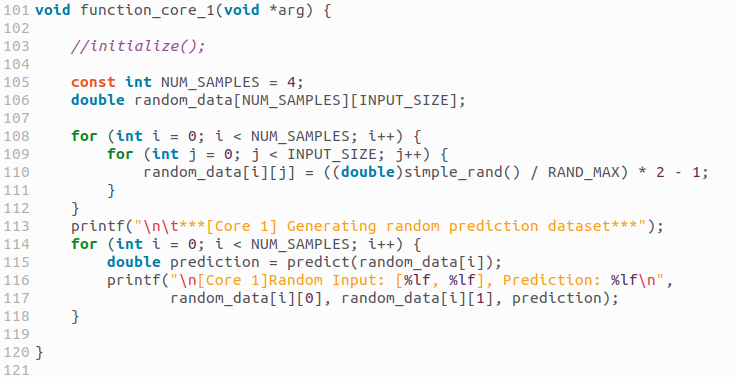 101 void function_core_1(void *arg) {
102
103     //initialize();
104
105     const int NUM_SAMPLES = 4;
106     double random_data[NUM_SAMPLES][INPUT_SIZE];
107
108     for (int i = 0; i < NUM_SAMPLES; i++) {
109         for (int j = 0; j < INPUT_SIZE; j++) {
110             random_data[i][j] = ((double)simple_rand() / RAND_MAX) * 2 - 1;
111         }
112     }
113     printf("\n\t***[Core 1] Generating random prediction dataset***");
114     for (int i = 0; i < NUM_SAMPLES; i++) {
115         double prediction = predict(random_data[i]);
116         printf("\n[Core 1]Random Input: [%lf, %lf], Prediction: %lf\n",
117                random_data[i][0], random_data[i][1], prediction);
118     }
119
120 }
121